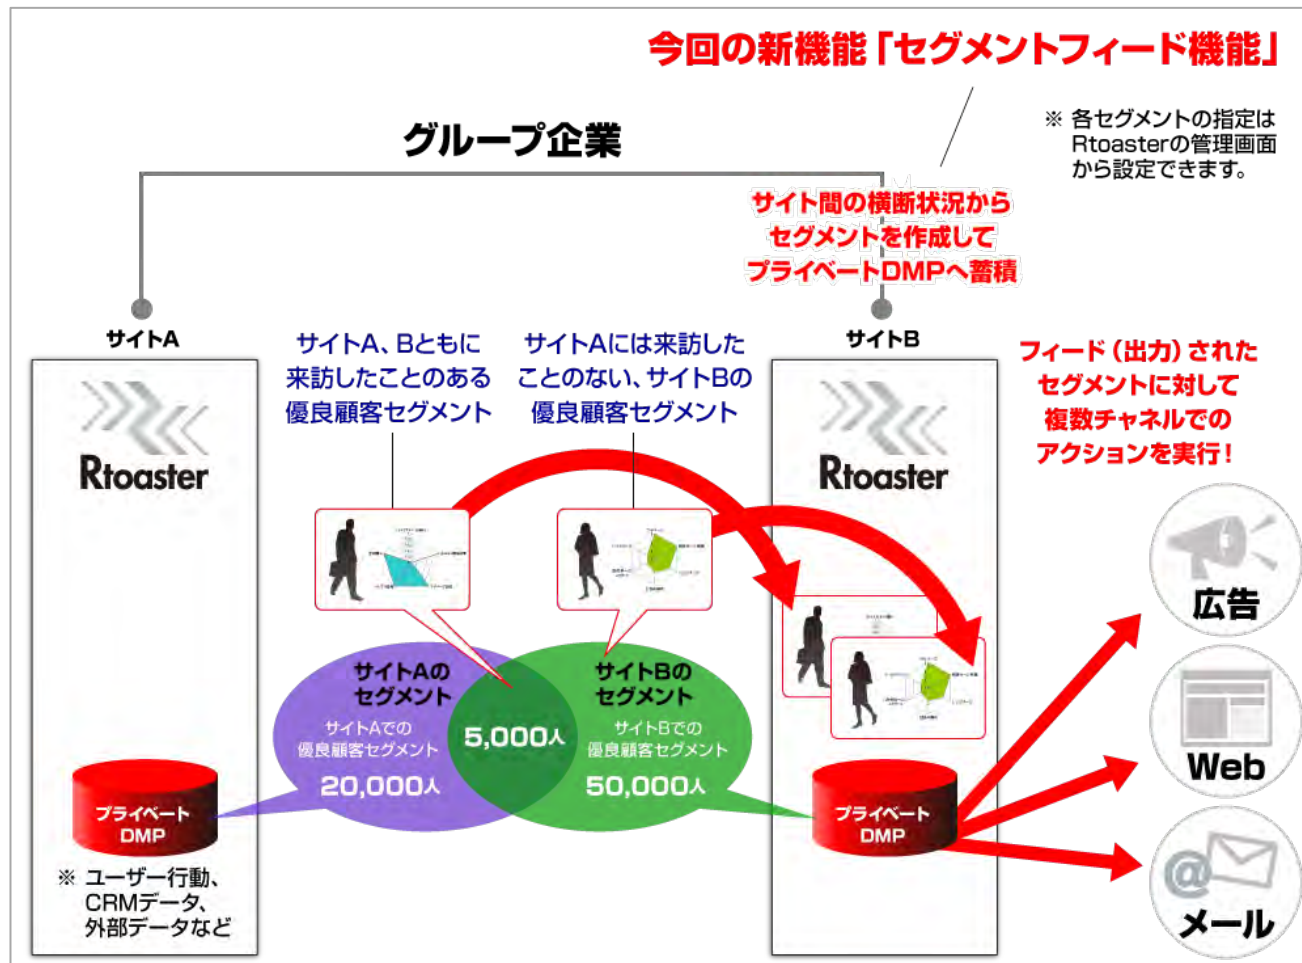 今回の新機能「セグメントフィード機能」
※ 各セグメントの指定は
Rtoasterの管理画面
から設定できます。
グループ企業
サイト間の横断状況から
セグメントを作成して
プライベートDMPへ蓄積
サイトA
サイトA、Bともに
来訪したことのある
優良顧客セグメント
サイトAには来訪した
ことのない、サイトBの
優良顧客セグメント
サイトB
フィード（出力）された
セグメントに対して
複数チャネルでの
アクションを実行！
Rtoaster
Rtoaster
広告
サイトAの
セグメント
サイトAでの
優良顧客セグメント
20,000人
5,000人
サイトBの
セグメント
サイトBでの
優良顧客セグメント
50,000人
Web
プライベート
DMP
プライベート
DMP
※ ユーザー行動、
CRMデータ、
外部データなど
@
メール